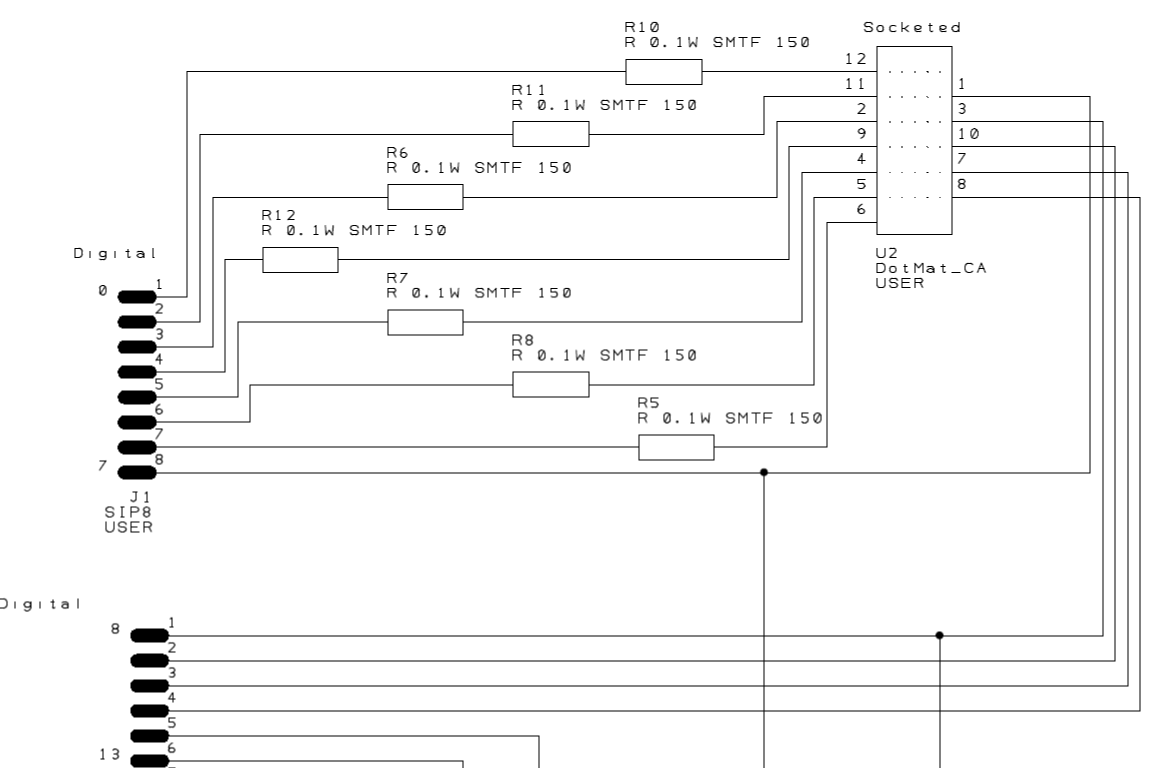 R10
R 0.1W SMTF 150
Socketed
12
11
2
9
4
5
6
1
3
10
7
8
U2
DotMat_CA
USER
R11
R 0.1W SMTF 150
R6
R 0.1W SMTF 150
R12
R 0.1W SMTF 150
R7
R 0.1W SMTF 150
R8
R 0.1W SMTF 150
R5
R 0.1W SMTF 150
Digital
0
1
2
3
4
5
6
7
7
8
J1
SIP8
USER
Digital
8
1
2
3
4
5
13
6